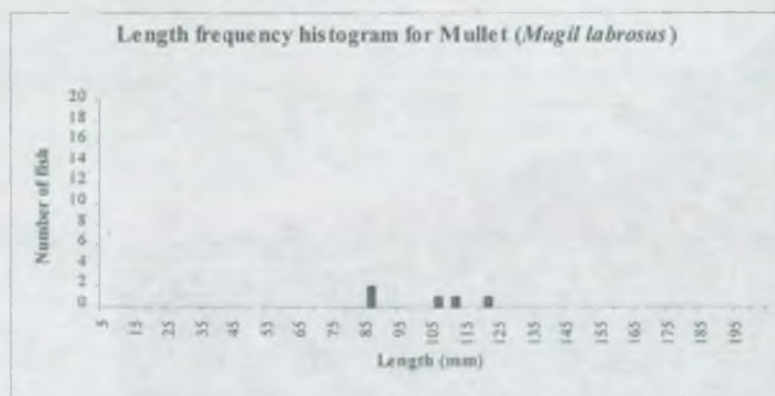 Length frequency histogram for Mullet (Mugil labrosus)
Number of fish
20
18
16
14
12
10
8
6
4
2
0
5 15 25 35 45 55 65 75 85 95 105 115 125 135 145 155 165 175 185 195
Length (mm)